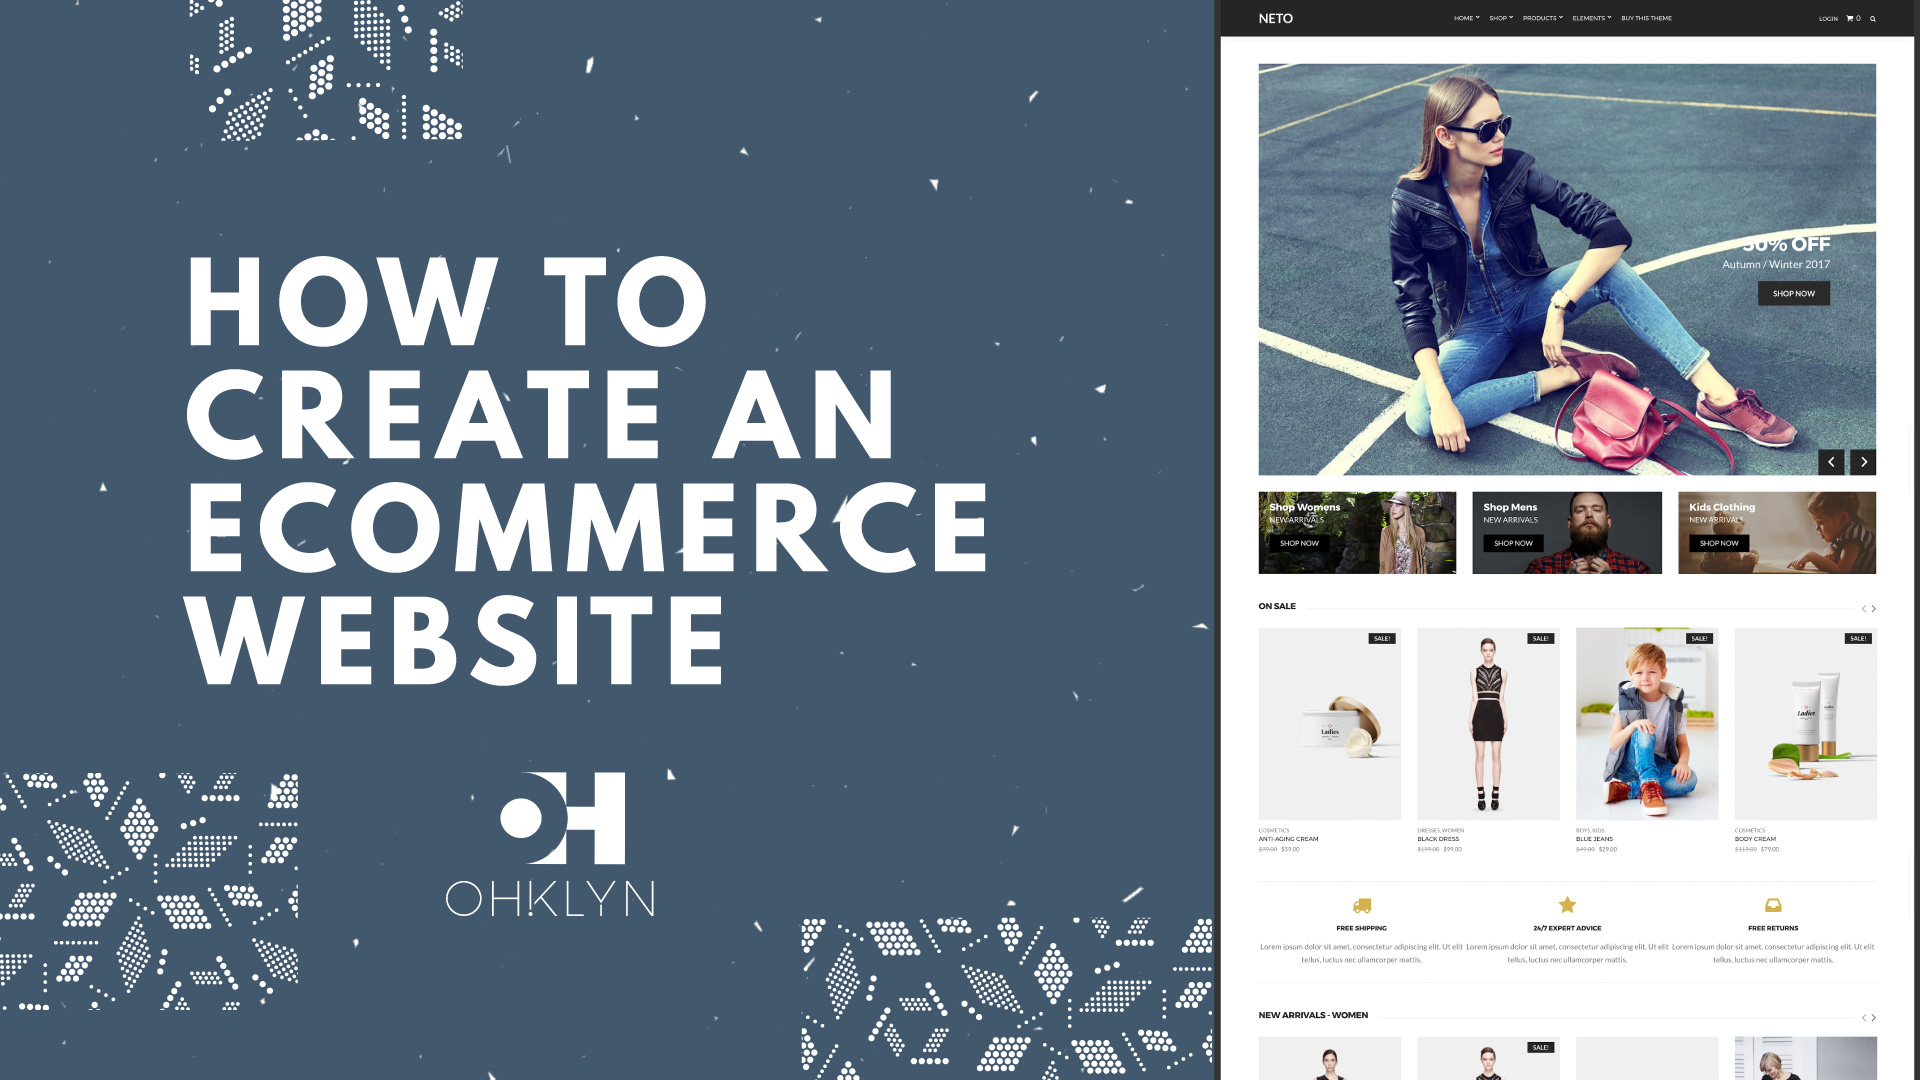 HOW TO
CREATE AN
ECOMMERCE
WEBSITE
OH
OHKLYN
NETO
HOME
SHOP
PRODUCTS
ELEMENTS
BUY THIS THEME
LOGIN
0
50% OFF
Autumn / Winter 2017
SHOP NOW
Shop Womens
NEW ARRIVALS
SHOP NOW
Shop Mens
NEW ARRIVALS
SHOP NOW
Kids Clothing
NEW ARRIVALS
SHOP NOW
ON SALE
SALE!
SALE!
SALE!
SALE!
Ladies
Ladies
COSMETICS
ANTI-AGING CREAM
$99.00 $59.00
DRESSES, WOMEN
BLACK DRESS
$199.00 $99.00
BOYS, KIDS
BLUE JEANS
$49.00 $29.00
COSMETICS
BODY CREAM
$119.00 $79.00
FREE SHIPPING
Lorem ipsum dolor sit amet, consectetur adipiscing elit. Ut elit
tellus, luctus nec ullamcorper mattis.
24/7 EXPERT ADVICE
Lorem ipsum dolor sit amet, consectetur adipiscing elit. Ut elit
tellus, luctus nec ullamcorper mattis.
FREE RETURNS
Lorem ipsum dolor sit amet, consectetur adipiscing elit. Ut elit
tellus, luctus nec ullamcorper mattis.
NEW ARRIVALS - WOMEN
SALE!